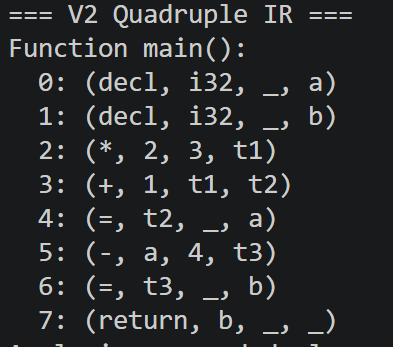 === V2 Quadruple IR ===
Function main():
  0: (decl, i32, _, a)
  1: (decl, i32, _, b)
  2: (*, 2, 3, t1)
  3: (+, 1, t1, t2)
  4: (=, t2, _, a)
  5: (-, a, 4, t3)
  6: (=, t3, _, b)
  7: (return, b, _, _)